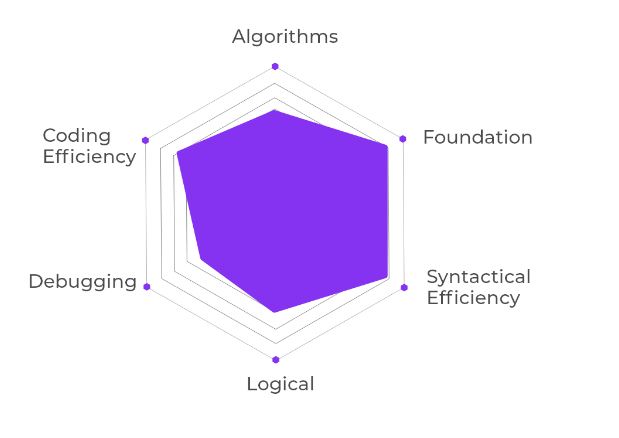 Algorithms
Coding
Efficiency
Foundation
Debugging
Syntactical
Efficiency
Logical